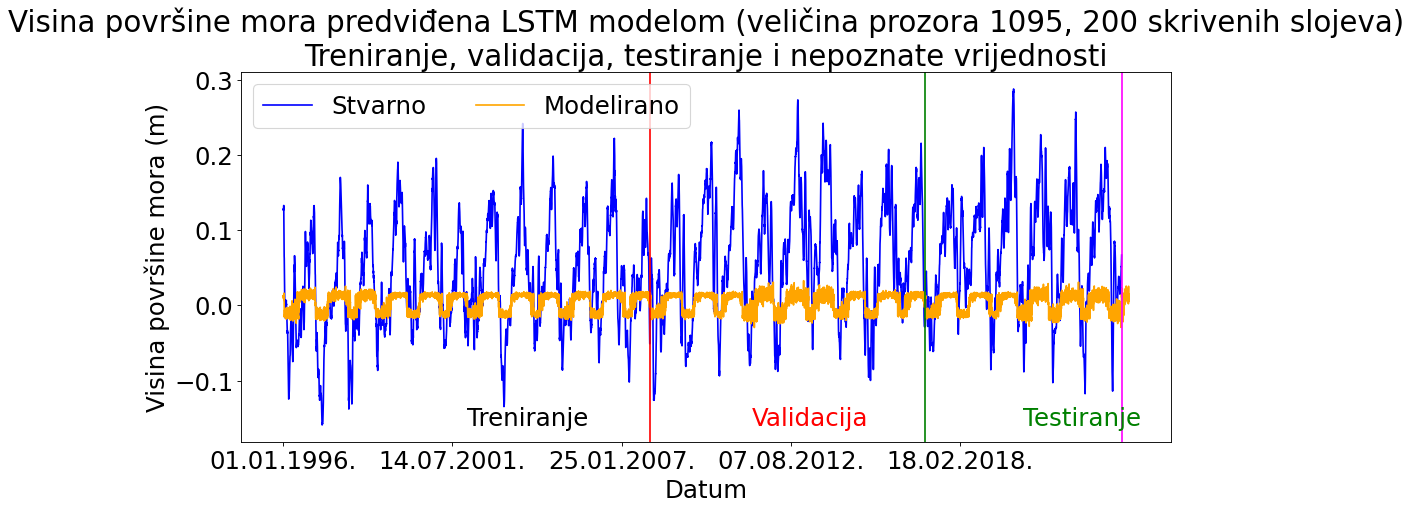 Visina površine mora predviđena LSTM modelom (veličina prozora 1095, 200 skrivenih slojeva)
Treniranje, validacija, testiranje i nepoznate vrijednosti
Stvarno Modelirano
Visina površine mora (m)
0.3
0.2
0.1
0.0
−0.1
Treniranje Validacija Testiranje
01.01.1996. 14.07.2001. 25.01.2007. 07.08.2012. 18.02.2018.
Datum